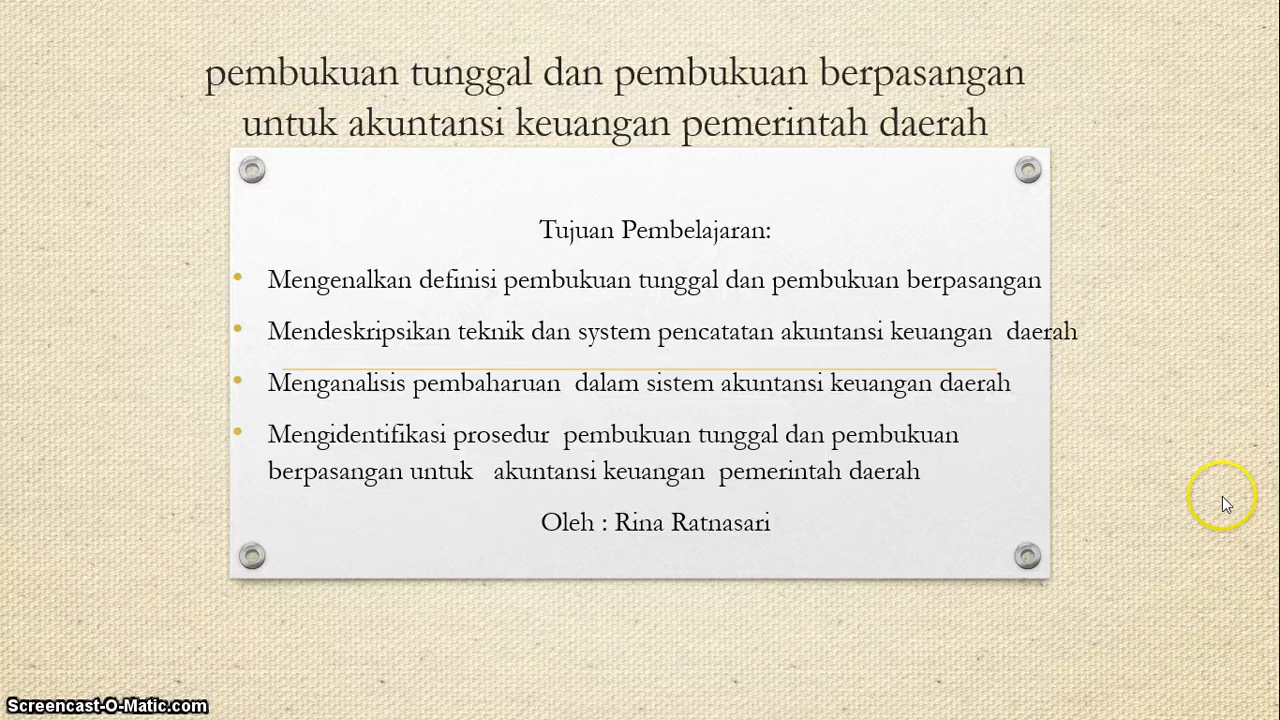 pembukuan tunggal dan pembukuan berpasangan
untuk akuntansi keuangan pemerintah daerah
Tujuan Pembelajaran:
• Mengenalkan definisi pembukuan tunggal dan pembukuan berpasangan
• Mendeskripsikan teknik dan system pencatatan akuntansi keuangan daerah
• Menganalisis pembaharuan dalam sistem akuntansi keuangan daerah
• Mengidentifikasi prosedur pembukuan tunggal dan pembukuan
berpasangan untuk akuntansi keuangan pemerintah daerah
Oleh : Rina Ratnasari
Screencast-O-Matic.com